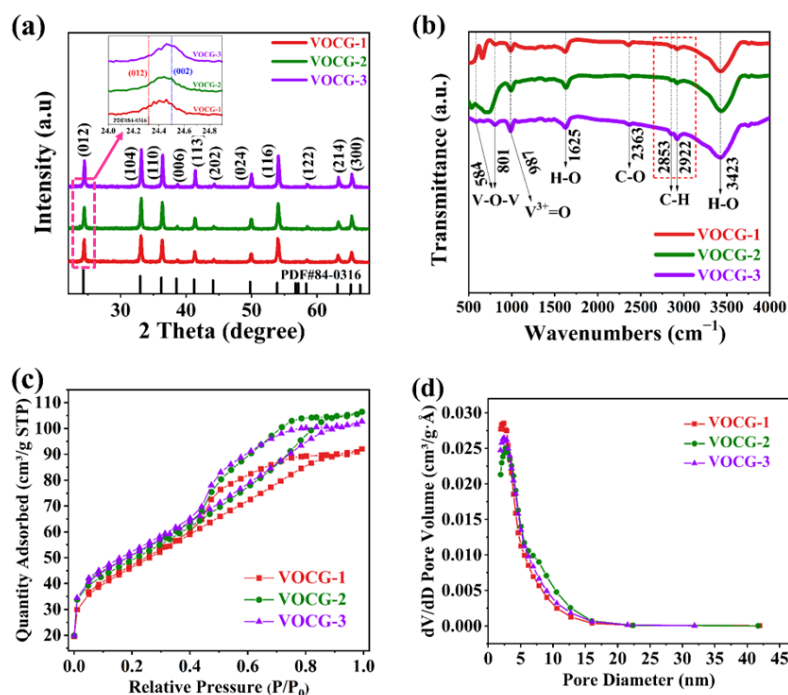 (a)
VOCG-1
VOCG-2
VOCG-3
VOCG-3
(012)
(002)
VOCG-2
VOCG-1
PDF#84-0316
24.0 24.2 24.4 24.6 24.8
(012)
(104)
(110)
(006)
(113)
(202)
(024)
(116)
(122)
(214)
(300)
PDF#84-0316
Intensity (a.u)
30 40 50 60
2 Theta (degree)
(b)
Transmittance (a.u.)
584
801
987
1625
2363
2853
2922
3423
V-O-V
V³⁺=O
H-O
C-O
C-H
H-O
VOCG-1
VOCG-2
VOCG-3
500 1000 1500 2000 2500 3000 3500 4000
Wavenumbers (cm⁻¹)
(c)
Quantity Adsorbed (cm³/g STP)
110
100
90
80
70
60
50
40
30
20
VOCG-1
VOCG-2
VOCG-3
0.0 0.2 0.4 0.6 0.8 1.0
Relative Pressure (P/P₀)
(d)
dV/dD Pore Volume (cm³/g·Å)
0.030
0.025
0.020
0.015
0.010
0.005
0.000
VOCG-1
VOCG-2
VOCG-3
0 5 10 15 20 25 30 35 40 45
Pore Diameter (nm)